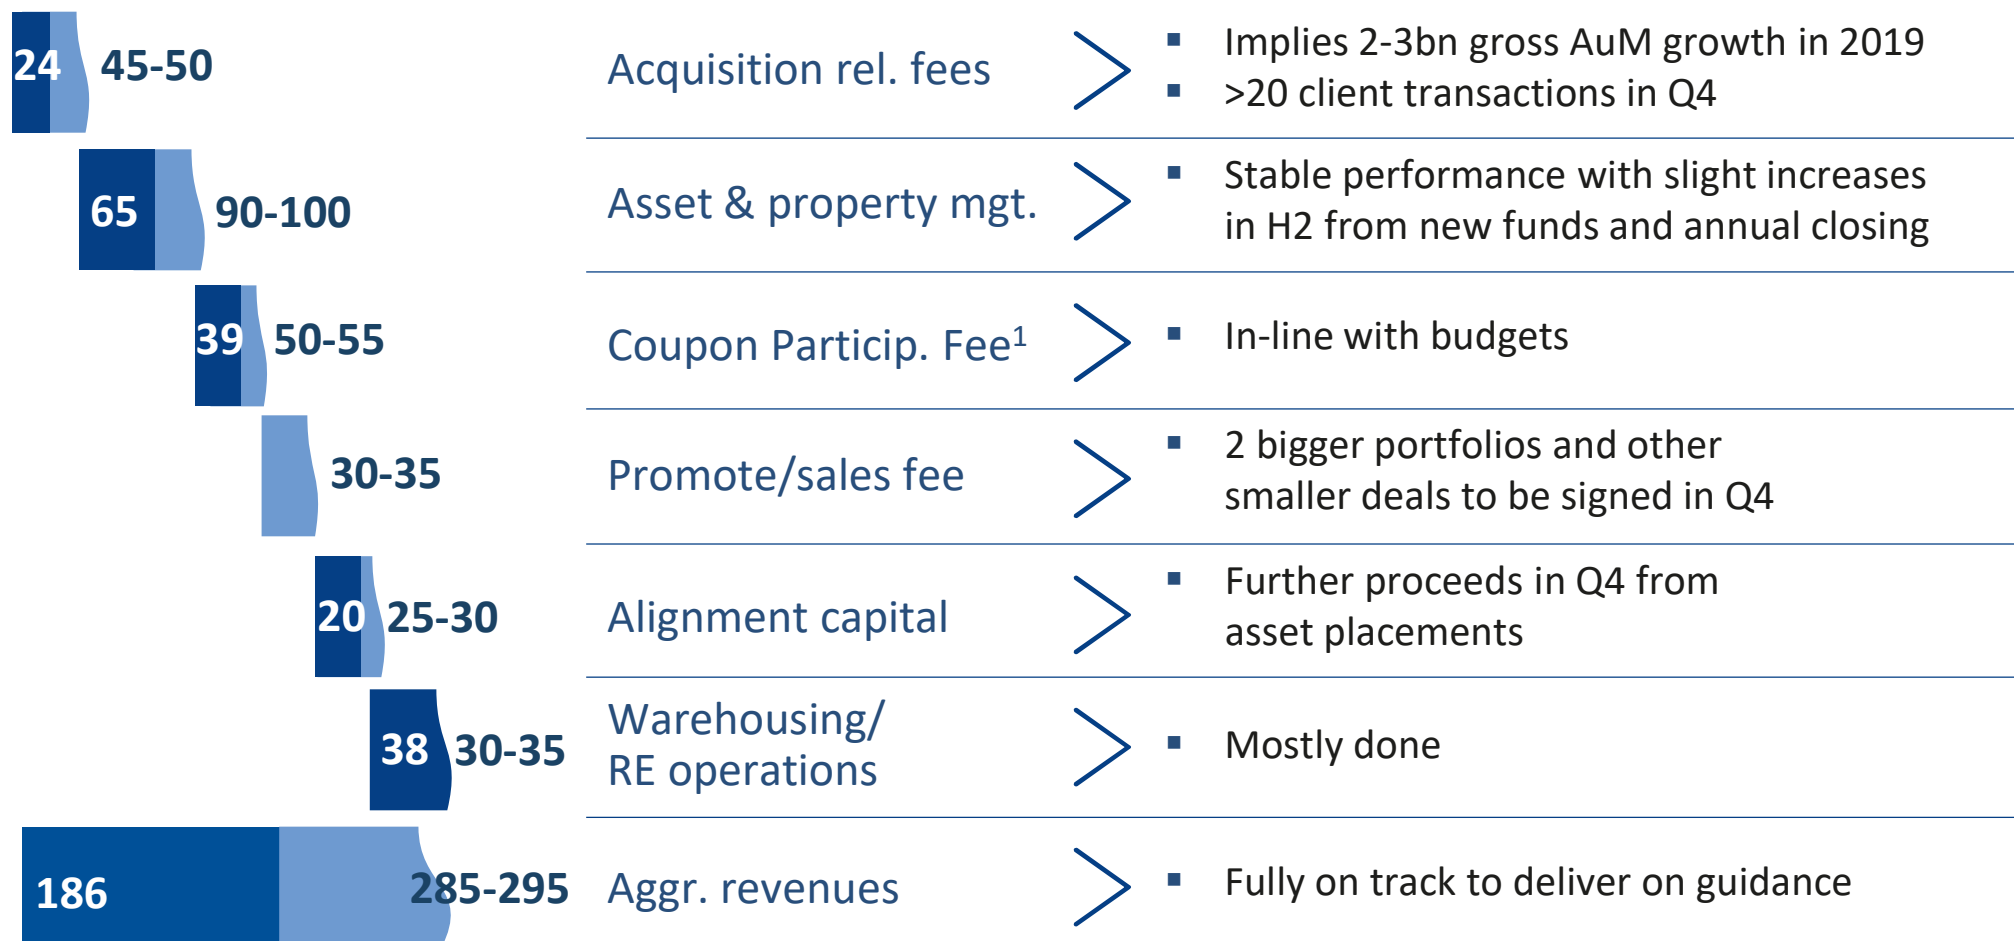 24 45-50 Acquisition rel. fees
▪ Implies 2-3bn gross AuM growth in 2019
▪ >20 client transactions in Q4
65 90-100 Asset & property mgt.
▪ Stable performance with slight increases
in H2 from new funds and annual closing
39 50-55 Coupon Particip. Fee¹
▪ In-line with budgets
30-35 Promote/sales fee
▪ 2 bigger portfolios and other
smaller deals to be signed in Q4
20 25-30 Alignment capital
▪ Further proceeds in Q4 from
asset placements
38 30-35 Warehousing/
RE operations
▪ Mostly done
186 285-295 Aggr. revenues
▪ Fully on track to deliver on guidance